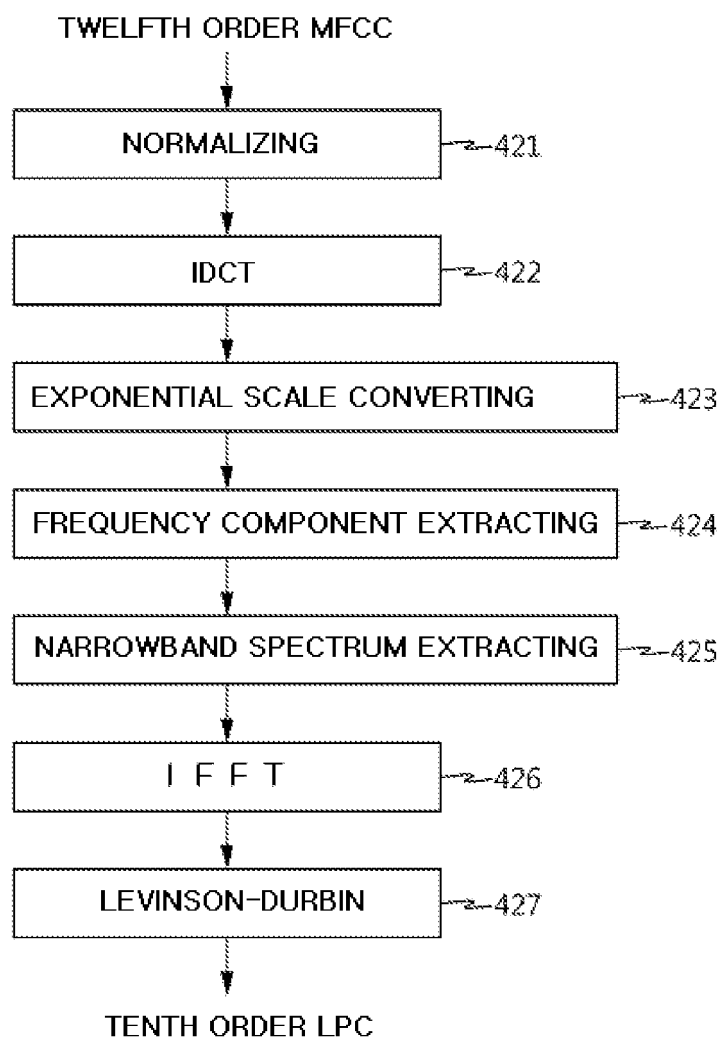 TWELFTH ORDER MFCC
NORMALIZING 421
IDCT 422
EXPONENTIAL SCALE CONVERTING 423
FREQUENCY COMPONENT EXTRACTING 424
NARROWBAND SPECTRUM EXTRACTING 425
I F F T 426
LEVINSON-DURBIN 427
TENTH ORDER LPC